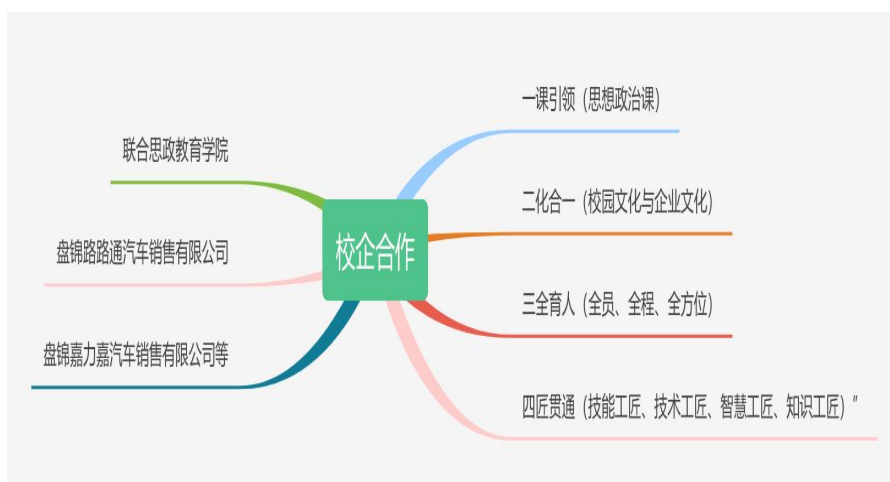 联合思政教育学院
盘锦路路通汽车销售有限公司
盘锦嘉力嘉汽车销售有限公司等
校企合作
一课引领（思想政治课）
二化合一（校园文化与企业文化）
三全育人（全员、全程、全方位）
四匠贯通（技能工匠、技术工匠、智慧工匠、知识工匠）”